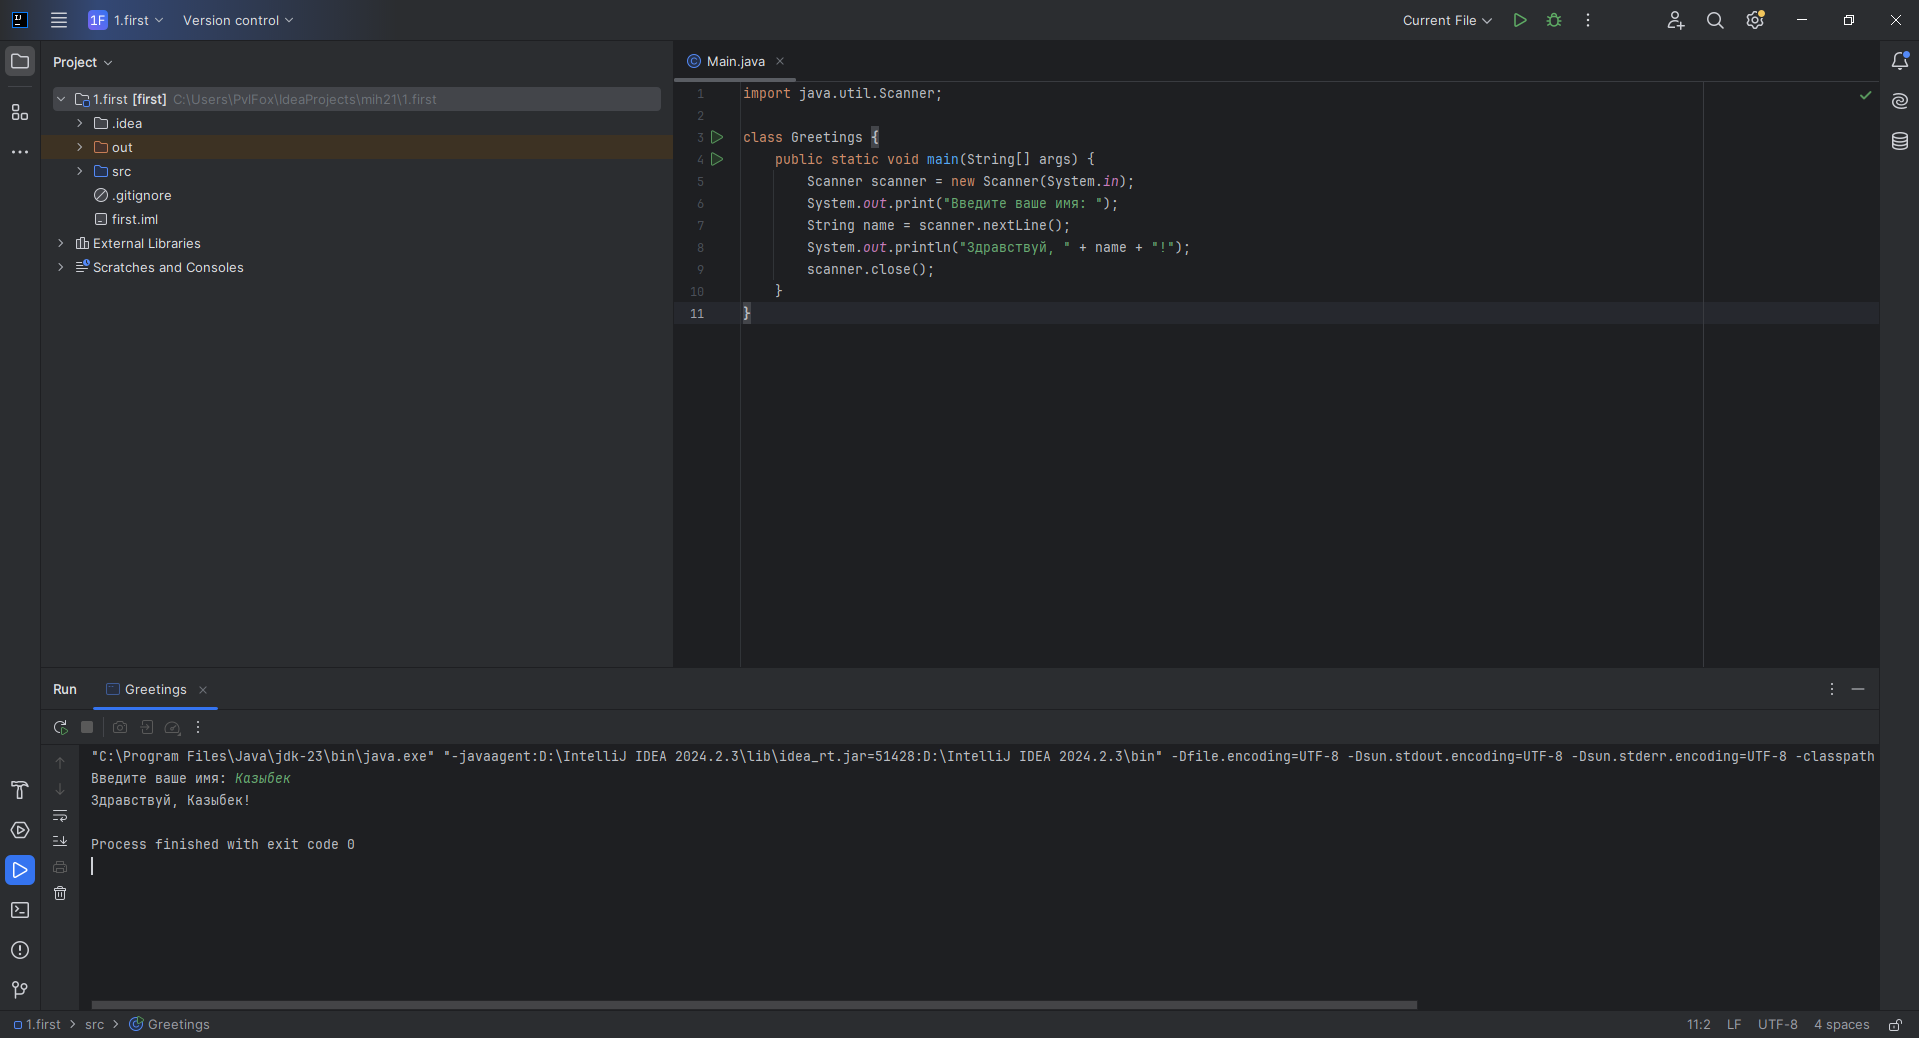 1F 1.first Version control Current File
Project
1.first [first] C:\Users\PvlFox\IdeaProjects\mih21\1.first
.idea
out
src
.gitignore
first.iml
External Libraries
Scratches and Consoles
Main.java
1 import java.util.Scanner;
2
3 class Greetings {
4 public static void main(String[] args) {
5 Scanner scanner = new Scanner(System.in);
6 System.out.print("Введите ваше имя: ");
7 String name = scanner.nextLine();
8 System.out.println("Здравствуй, " + name + "!");
9 scanner.close();
10 }
11 }
Run Greetings
"C:\Program Files\Java\jdk-23\bin\java.exe" "-javaagent:D:\IntelliJ IDEA 2024.2.3\lib\idea_rt.jar=51428:D:\IntelliJ IDEA 2024.2.3\bin" -Dfile.encoding=UTF-8 -Dsun.stdout.encoding=UTF-8 -Dsun.stderr.encoding=UTF-8 -classpath
Введите ваше имя: Казыбек
Здравствуй, Казыбек!
Process finished with exit code 0
1.first > src > Greetings 11:2 LF UTF-8 4 spaces